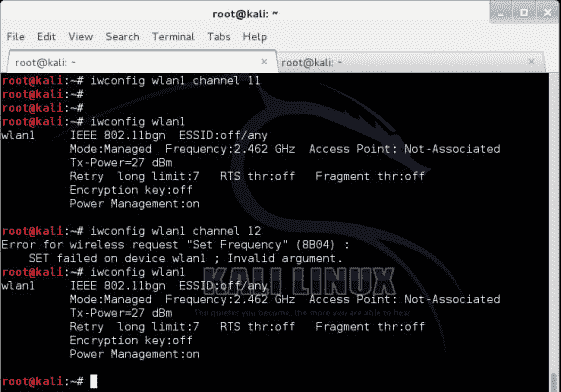 root@kali: ~
File Edit View Search Terminal Tabs Help
root@kali: ~ × root@kali: ~ ×
root@kali:~# iwconfig wlan1 channel 11
root@kali:~#
root@kali:~#
root@kali:~# iwconfig wlan1
wlan1 IEEE 802.11bgn ESSID:off/any
Mode:Managed Frequency:2.462 GHz Access Point: Not-Associated
Tx-Power=27 dBm
Retry long limit:7 RTS thr:off Fragment thr:off
Encryption key:off
Power Management:on
root@kali:~# iwconfig wlan1 channel 12
Error for wireless request "Set Frequency" (8B04) :
SET failed on device wlan1 ; Invalid argument.
root@kali:~# iwconfig wlan1
wlan1 IEEE 802.11bgn ESSID:off/any
Mode:Managed Frequency:2.462 GHz Access Point: Not-Associated
Tx-Power=27 dBm
Retry long limit:7 RTS thr:off Fragment thr:off
Encryption key:off
Power Management:on
root@kali:~#
KALI LINUX
The quieter you become, the more you are able to hear